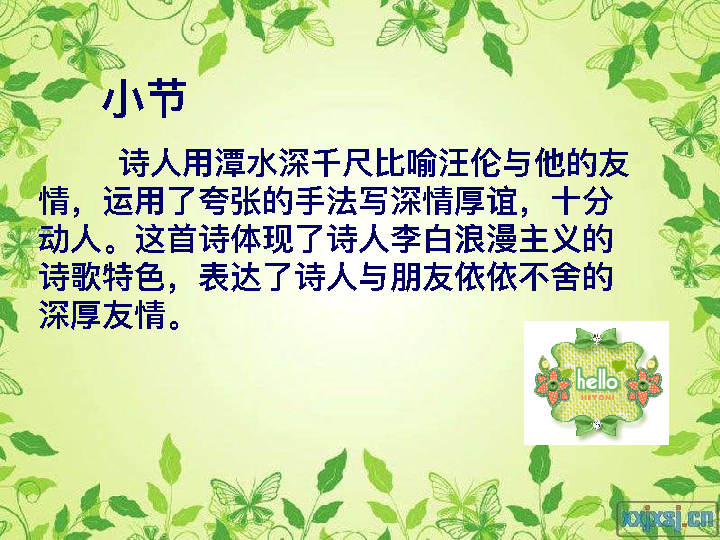 小节
诗人用潭水深千尺比喻汪伦与他的友
情，运用了夸张的手法写深情厚谊，十分
动人。这首诗体现了诗人李白浪漫主义的
诗歌特色，表达了诗人与朋友依依不舍的
深厚友情。
hello